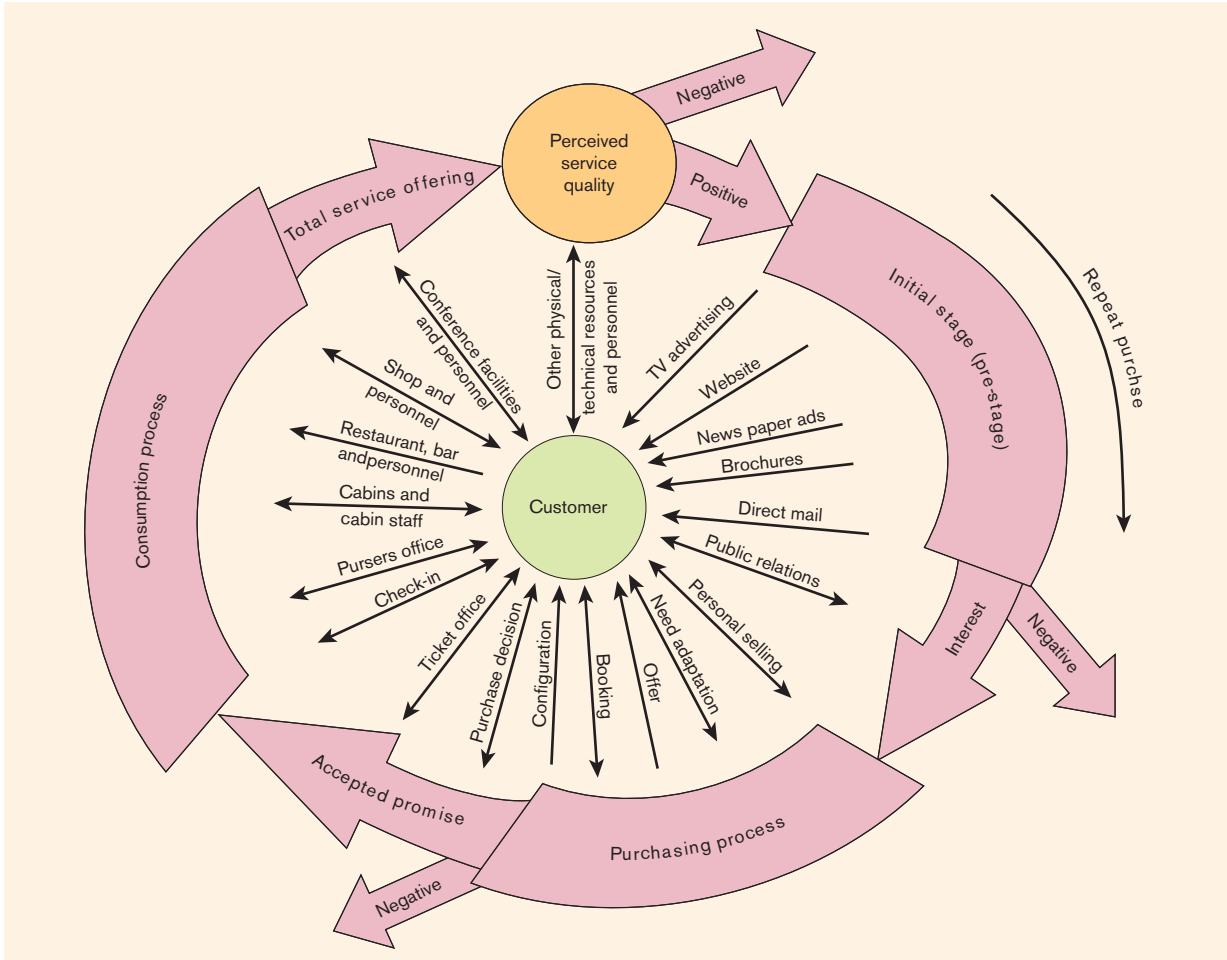 Negative
Perceived
service
quality
Positive
Total service offering
Initial stage (pre-stage)
Repeat purchse
Consumption process
Conference facilities
and personnel
Other physical/
technical resources
and personnel
TV advertising
Website
News paper ads
Brochures
Direct mail
Public relations
Personal selling
Need adaptation
Offer
Booking
Configuration
Purchase decision
Ticket office
Check-in
Pursers office
Cabins and
cabin staff
Restaurant, bar
andpersonnel
Shop and
personnel
Customer
Interest
Negative
Purchasing process
Accepted promise
Negative